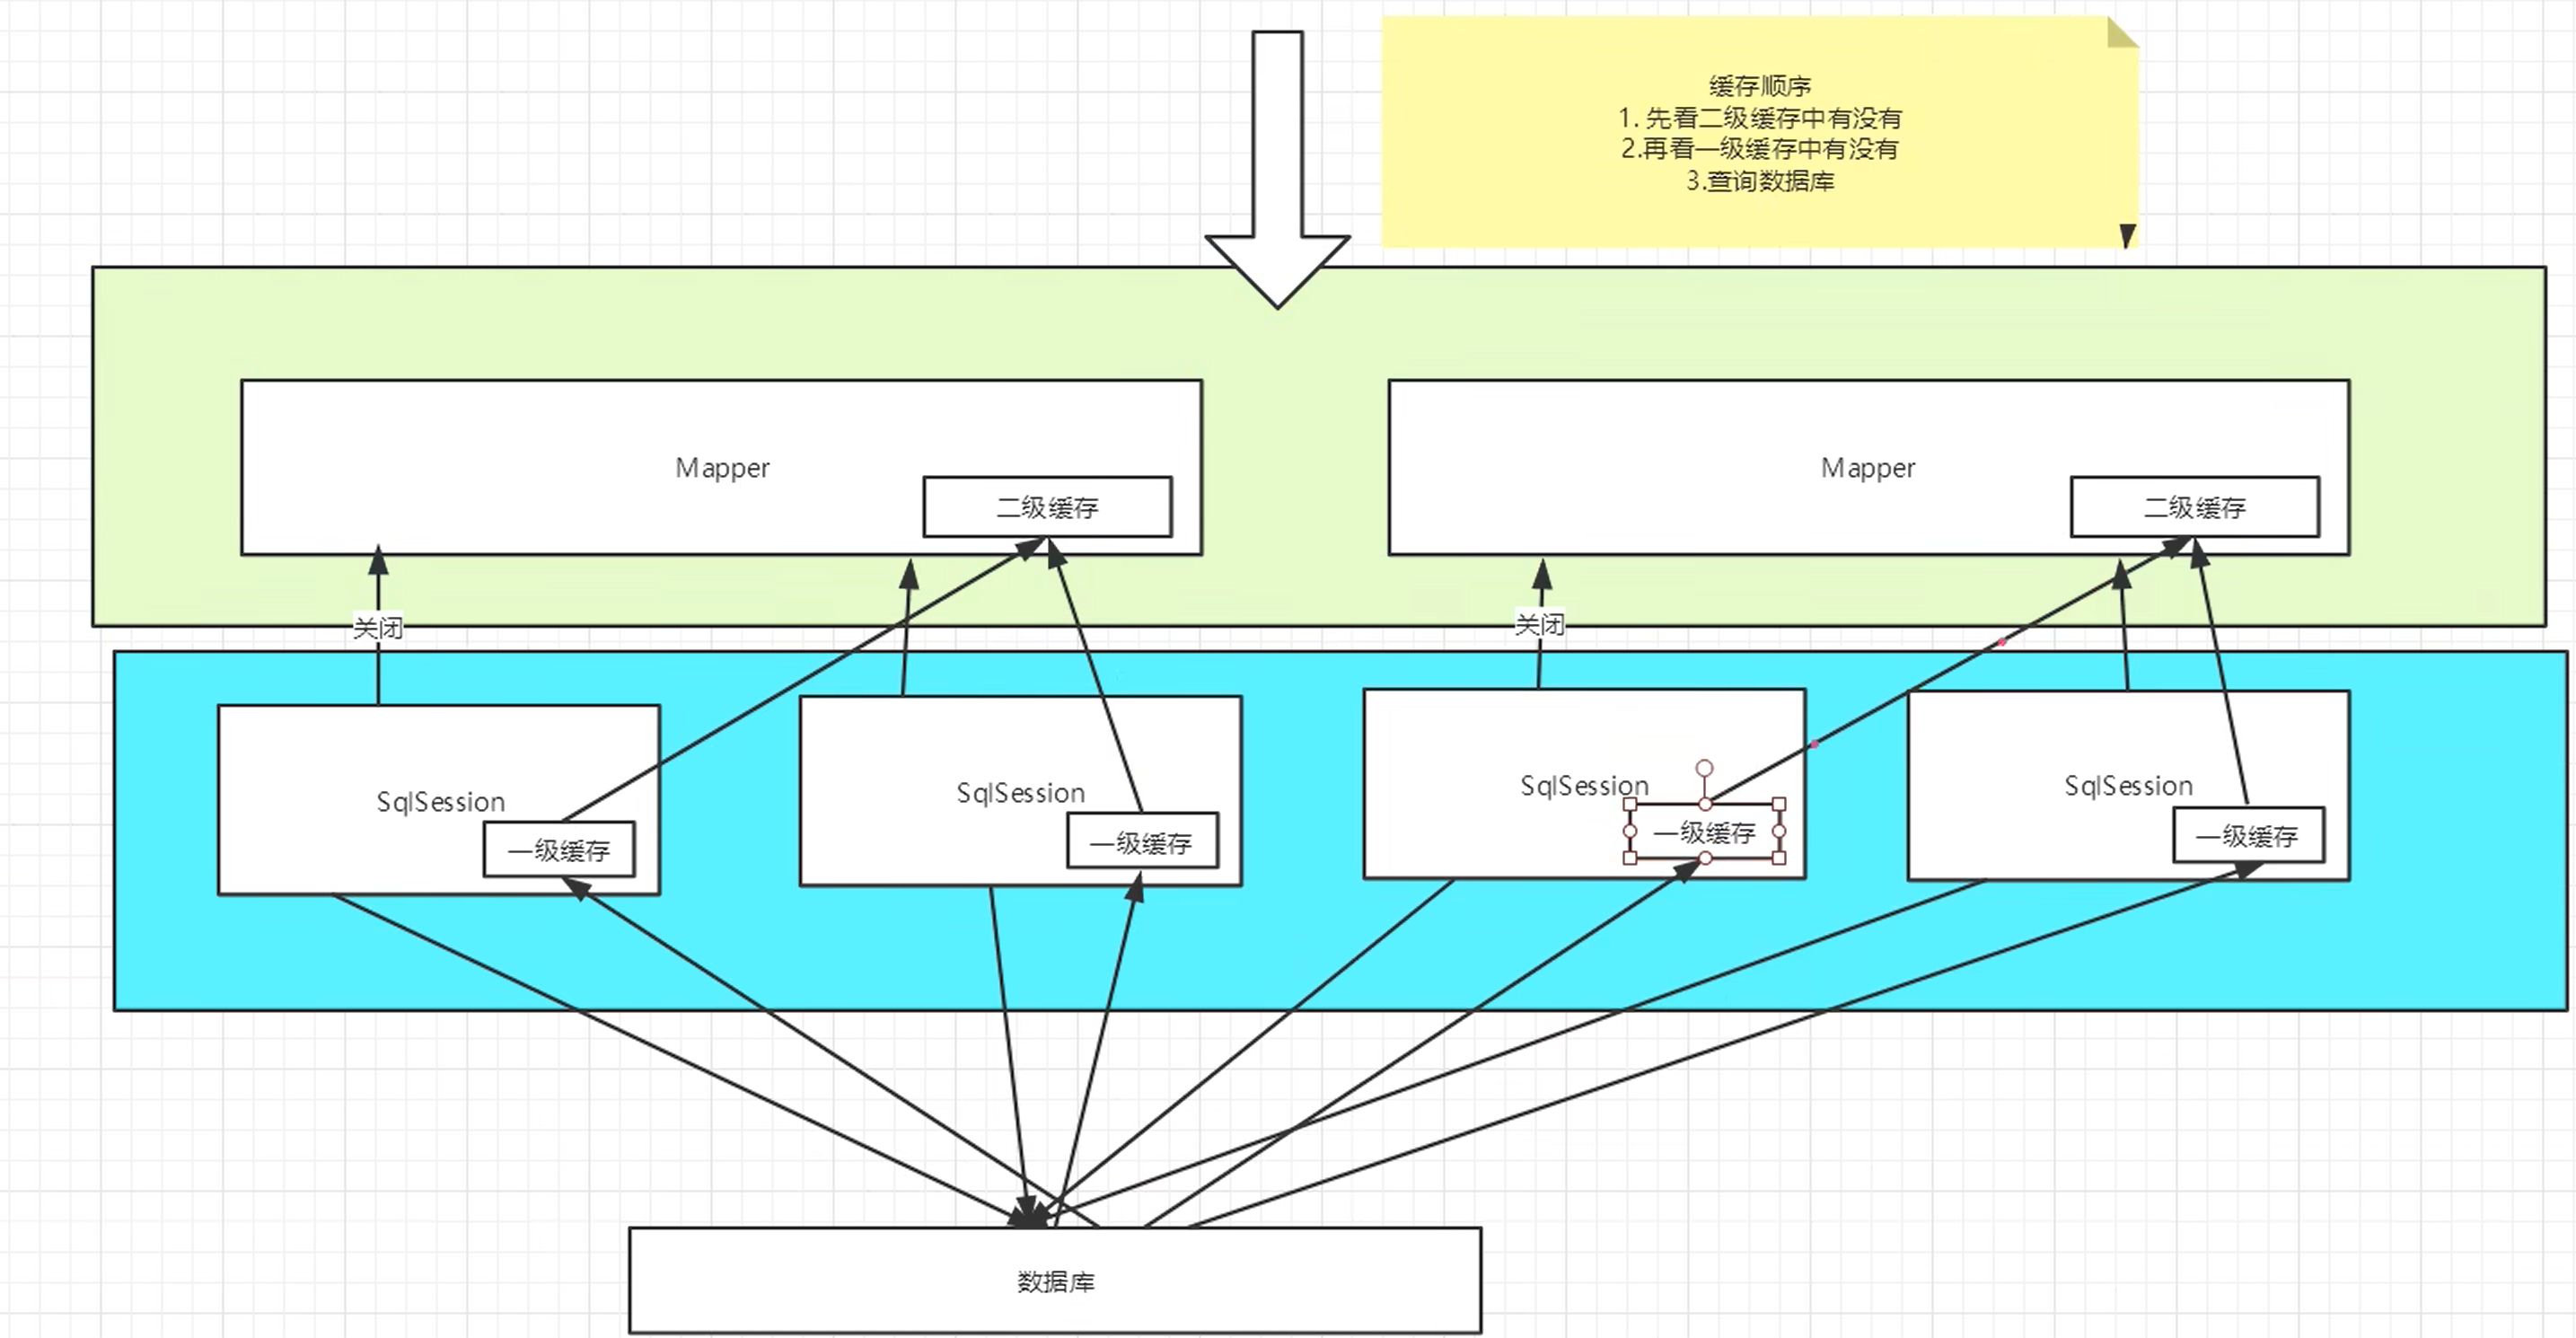 缓存顺序
1. 先看二级缓存中有没有
2.再看一级缓存中有没有
3.查询数据库
Mapper
二级缓存
Mapper
二级缓存
关闭
关闭
SqlSession
一级缓存
SqlSession
一级缓存
SqlSession
一级缓存
SqlSession
一级缓存
数据库